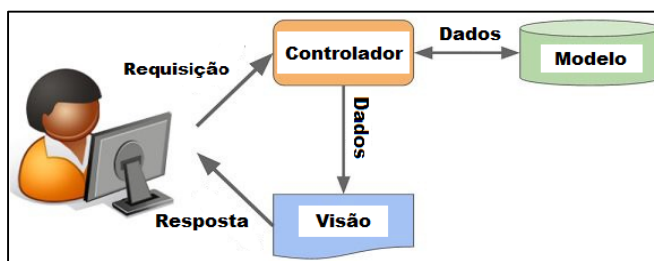 Dados
Controlador
Modelo
Requisição
Dados
Resposta
Visão